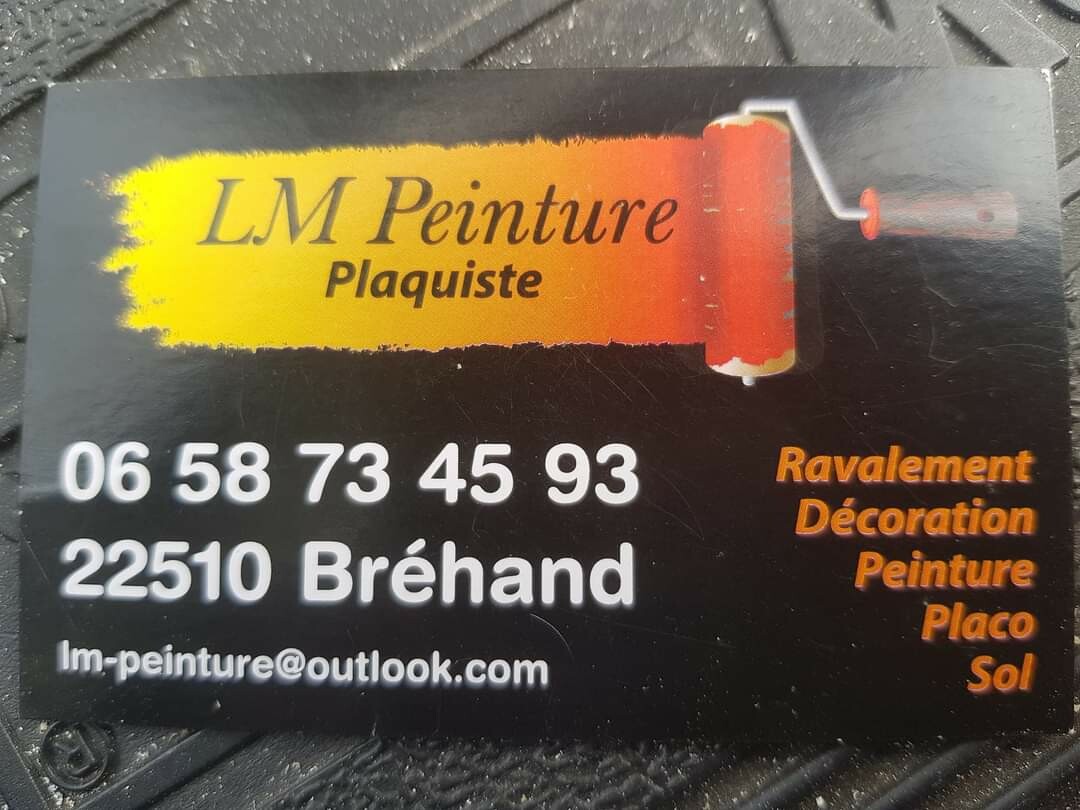 LM Peinture
Plaquiste
06 58 73 45 93
22510 Bréhand
lm-peinture@outlook.com
Ravalement
Décoration
Peinture
Placo
Sol